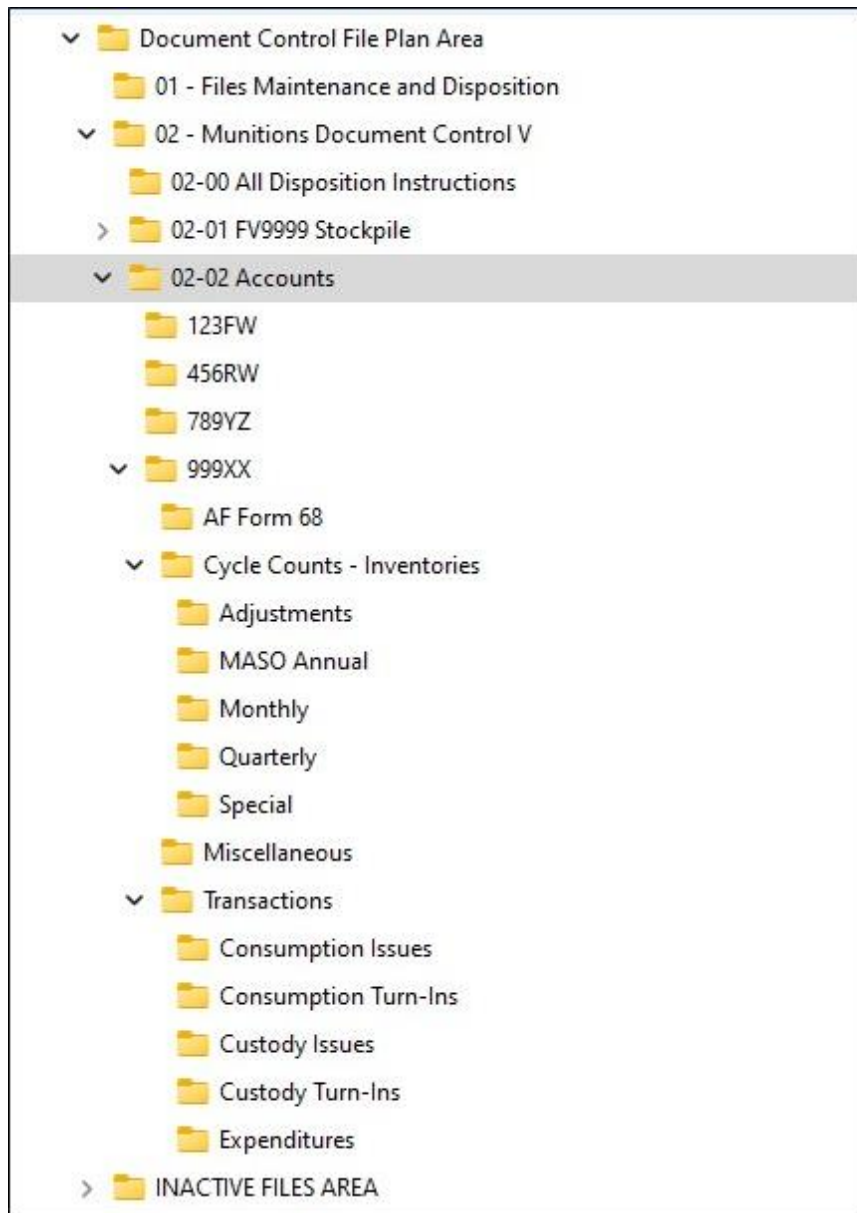 Document Control File Plan Area
01 - Files Maintenance and Disposition
02 - Munitions Document Control V
02-00 All Disposition Instructions
02-01 FV9999 Stockpile
02-02 Accounts
123FW
456RW
789YZ
999XX
AF Form 68
Cycle Counts - Inventories
Adjustments
MASO Annual
Monthly
Quarterly
Special
Miscellaneous
Transactions
Consumption Issues
Consumption Turn-Ins
Custody Issues
Custody Turn-Ins
Expenditures
INACTIVE FILES AREA